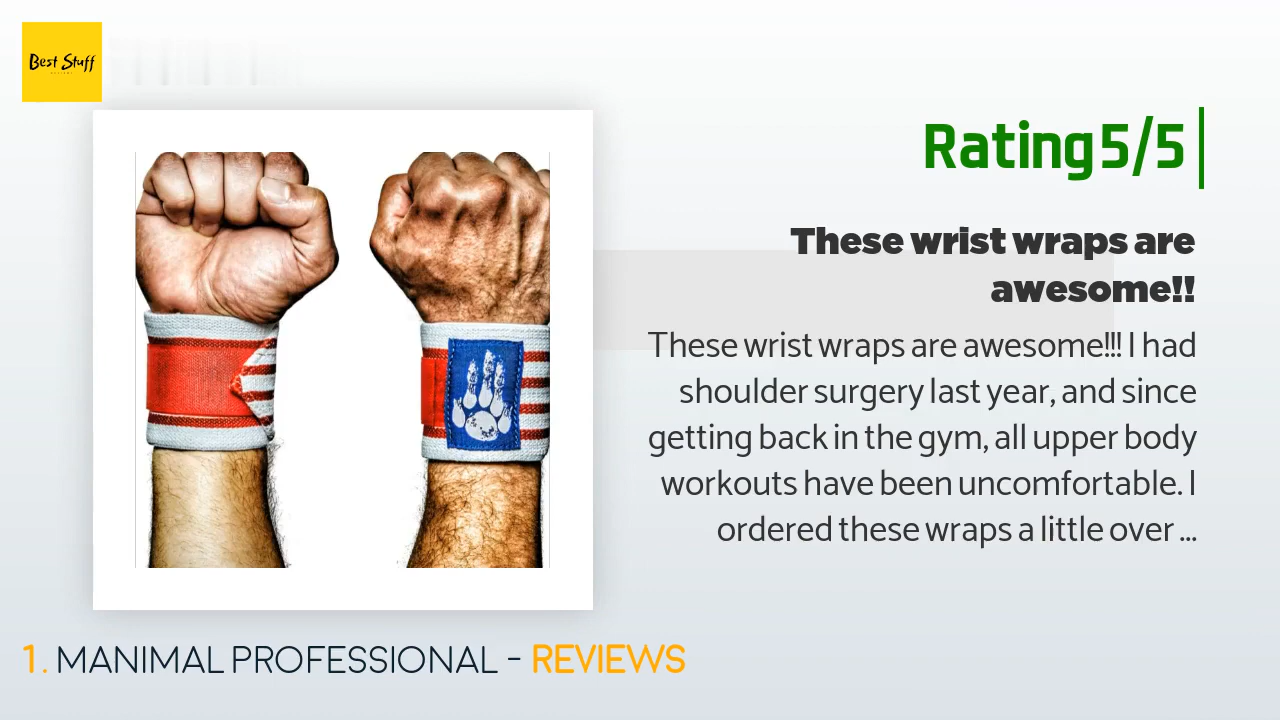 Best Stuff
Rating 5/5
These wrist wraps are
awesome!!
These wrist wraps are awesome!!! I had
shoulder surgery last year, and since
getting back in the gym, all upper body
workouts have been uncomfortable. I
ordered these wraps a little over ...
1. MANIMAL PROFESSIONAL - REVIEWS